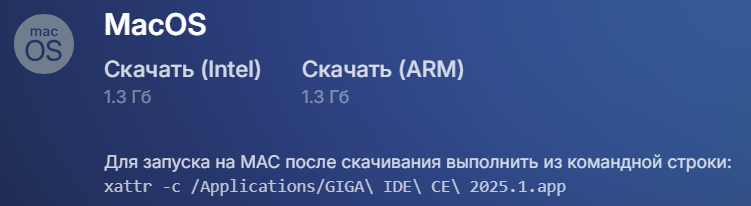 mac
OS
MacOS
Скачать (Intel) Скачать (ARM)
1.3 Гб 1.3 Гб
Для запуска на MAC после скачивания выполнить из командной строки:
xattr -c /Applications/GIGA\ IDE\ CE\ 2025.1.app